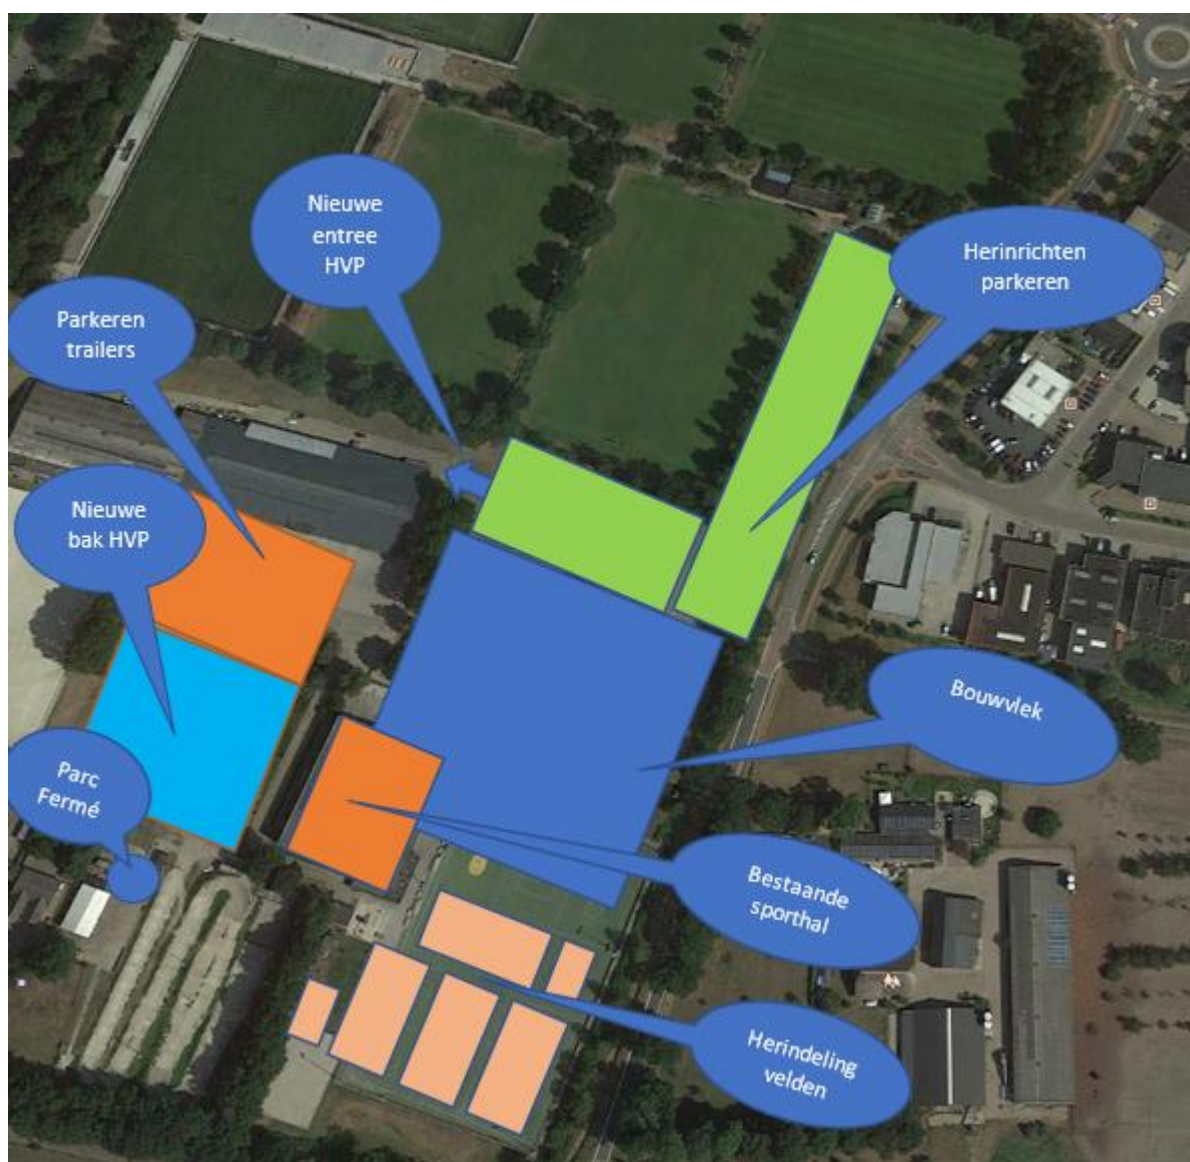 Nieuwe
entree
HVP
Herinrichten
parkeren
Parkeren
trailers
Nieuwe
bak HVP
Bouwvlek
Parc
Fermé
Bestaande
sporthal
Herindeling
velden